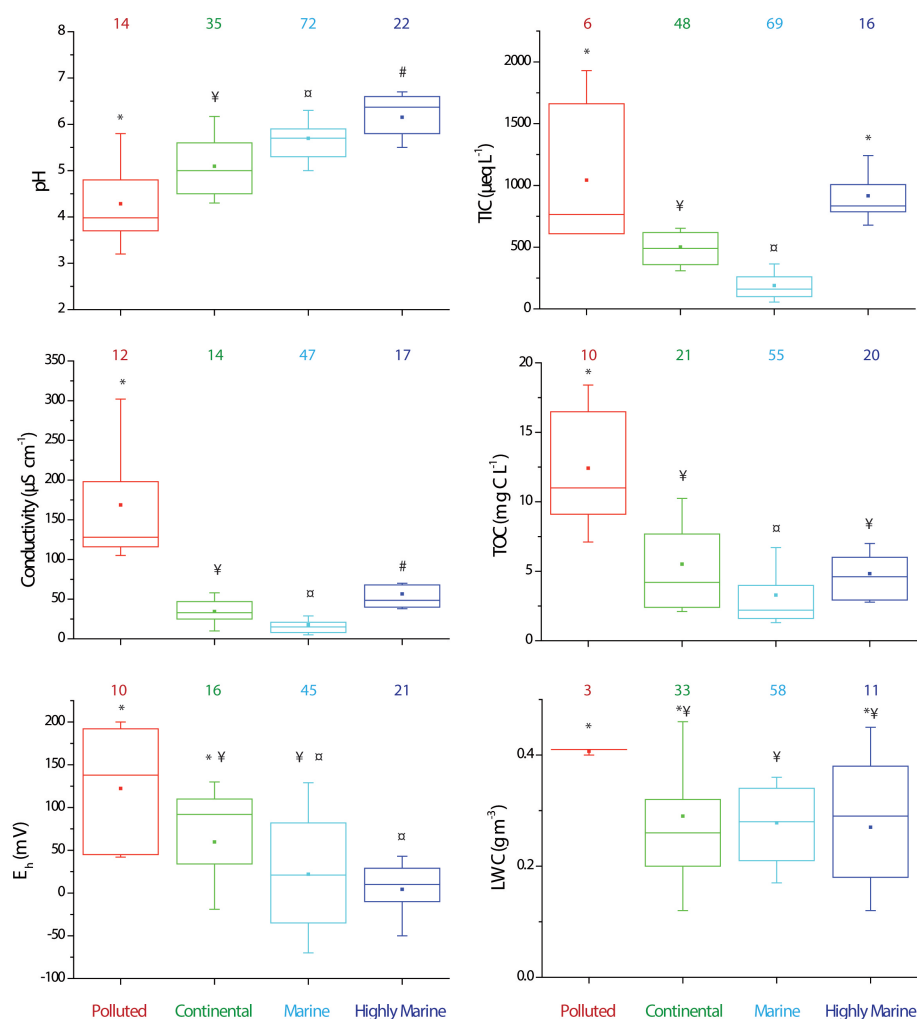 14 35 72 22
8
7
6
5
4
3
2
pH
* ¥ ¤ #
6 48 69 16
2000
1500
1000
500
0
TIC (µeq L-1)
* ¥ ¤ *
12 14 47 17
350
300
250
200
150
100
50
0
Conductivity (µS cm-1)
* ¥ ¤ #
10 21 55 20
20
15
10
5
0
TOC (mg C L-1)
* ¥ ¤ ¥
10 16 45 21
200
150
100
50
0
-50
-100
Eh (mV)
* * ¥ ¥ ¤ ¤
Polluted Continental Marine Highly Marine
3 33 58 11
0.4
0.2
0.0
LWC (g m-3)
* *¥ ¥ *¥
Polluted Continental Marine Highly Marine